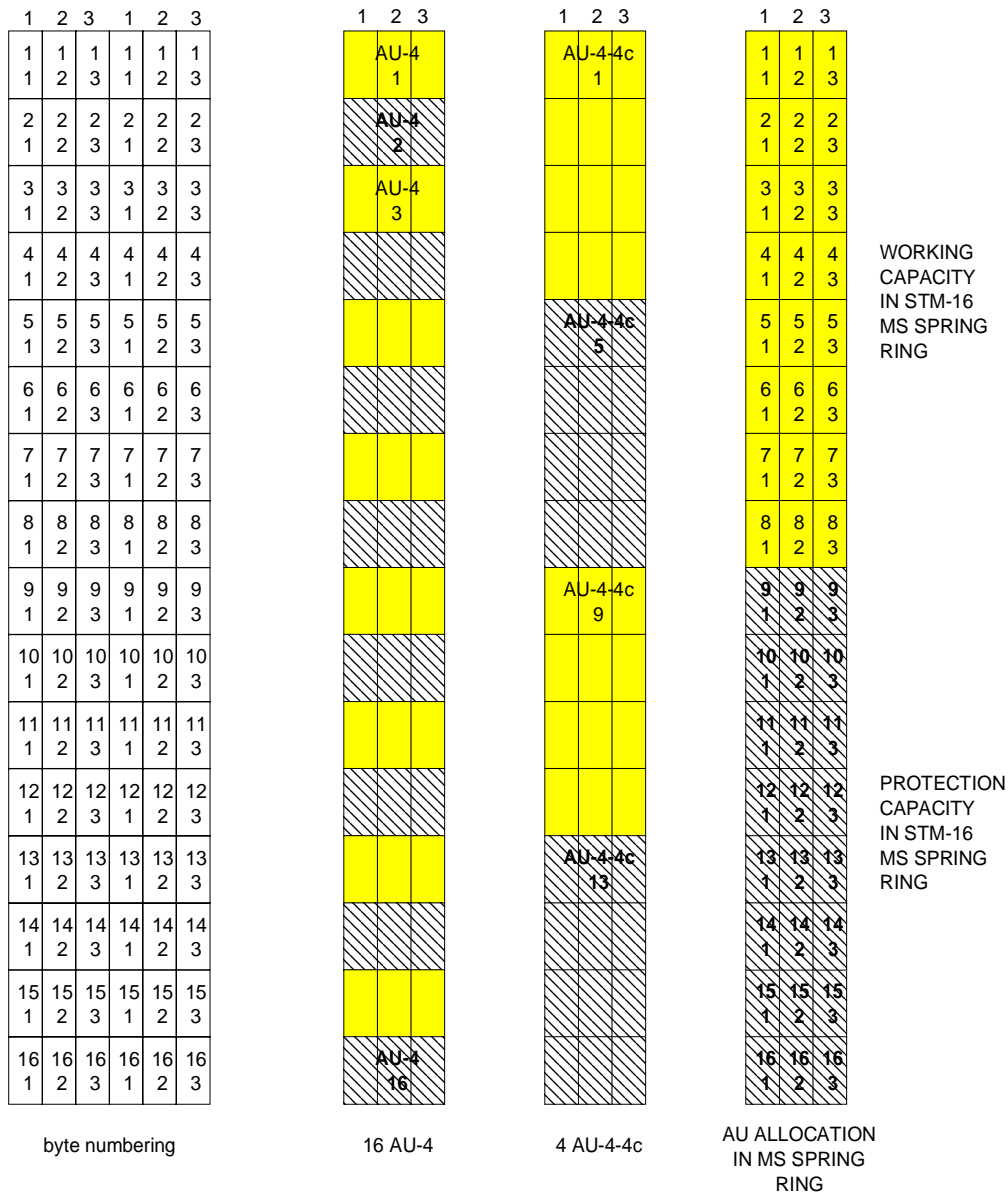 1 2 3 1 2 3 1 2 3 1 2 3 1 2 3
1 1 1 1 1 1 AU-4 AU-4-4c 1 1 1
1 2 3 1 2 3 1 1 1 2 3
2 2 2 2 2 2 AU-4 2 2 2
1 2 3 1 2 3 2 1 2 3
3 3 3 3 3 3 AU-4 3 3 3
1 2 3 1 2 3 3 1 2 3
4 4 4 4 4 4 4 4 4
1 2 3 1 2 3 1 2 3
WORKING
CAPACITY
IN STM-16
MS SPRING
RING
5 5 5 5 5 5 AU-4-4c 5 5 5
1 2 3 1 2 3 5 1 2 3
6 6 6 6 6 6 6 6 6
1 2 3 1 2 3 1 2 3
7 7 7 7 7 7 7 7 7
1 2 3 1 2 3 1 2 3
8 8 8 8 8 8 8 8 8
1 2 3 1 2 3 1 2 3
9 9 9 9 9 9 AU-4-4c 9 9 9
1 2 3 1 2 3 9 1 2 3
10 10 10 10 10 10 10 10 10
1 2 3 1 2 3 1 2 3
11 11 11 11 11 11 11 11 11
1 2 3 1 2 3 1 2 3
12 12 12 12 12 12 12 12 12
1 2 3 1 2 3 1 2 3
PROTECTION
CAPACITY
IN STM-16
MS SPRING
RING
13 13 13 13 13 13 AU-4-4c 13 13 13
1 2 3 1 2 3 13 1 2 3
14 14 14 14 14 14 14 14 14
1 2 3 1 2 3 1 2 3
15 15 15 15 15 15 15 15 15
1 2 3 1 2 3 1 2 3
16 16 16 16 16 16 AU-4 16 16 16
1 2 3 1 2 3 16 1 2 3
byte numbering
16 AU-4
4 AU-4-4c
AU ALLOCATION
IN MS SPRING
RING